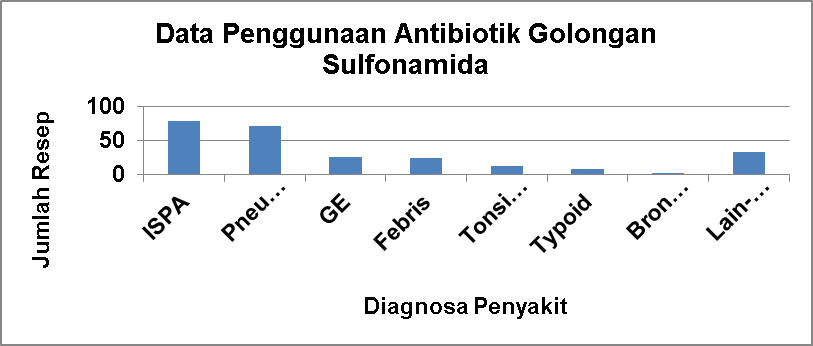 Data Penggunaan Antibiotik Golongan
Sulfonamida
Jumlah Resep
100
50
0
ISPA
Pneu...
GE
Febris
Tonsi...
Typoid
Bron...
Lain-...
Diagnosa Penyakit